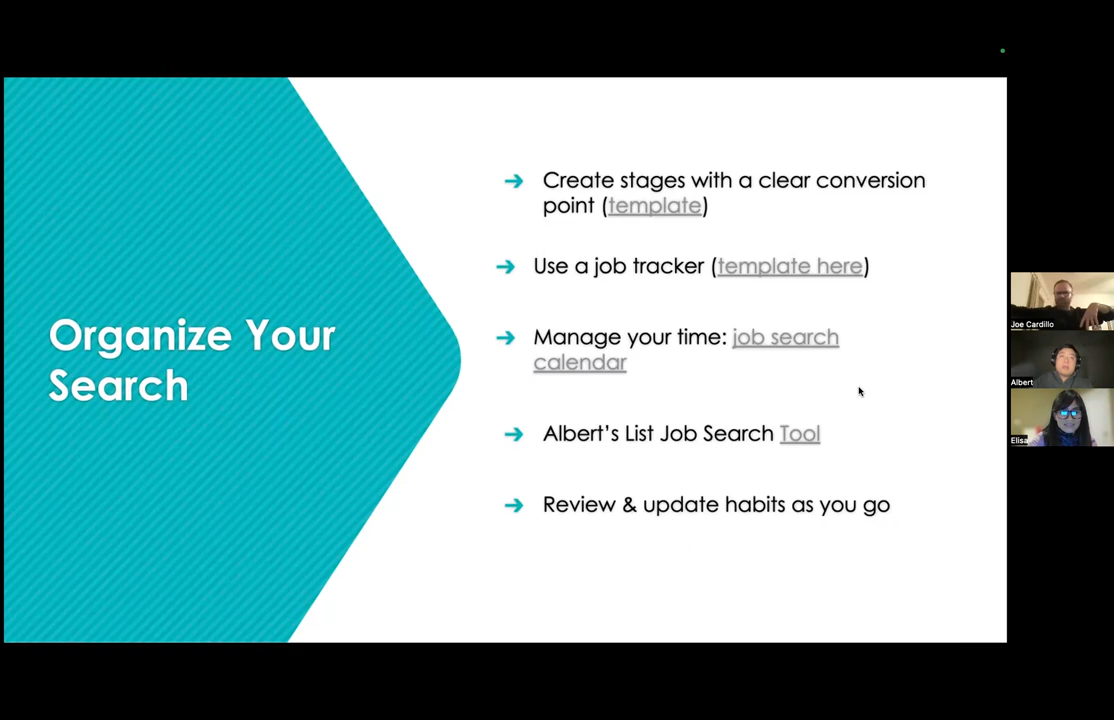 Organize Your
Search
➔ Create stages with a clear conversion
point (template)
➔ Use a job tracker (template here)
➔ Manage your time: job search
calendar
➔ Albert’s List Job Search Tool
➔ Review & update habits as you go
Joe Cardillo
Albert
Elisa